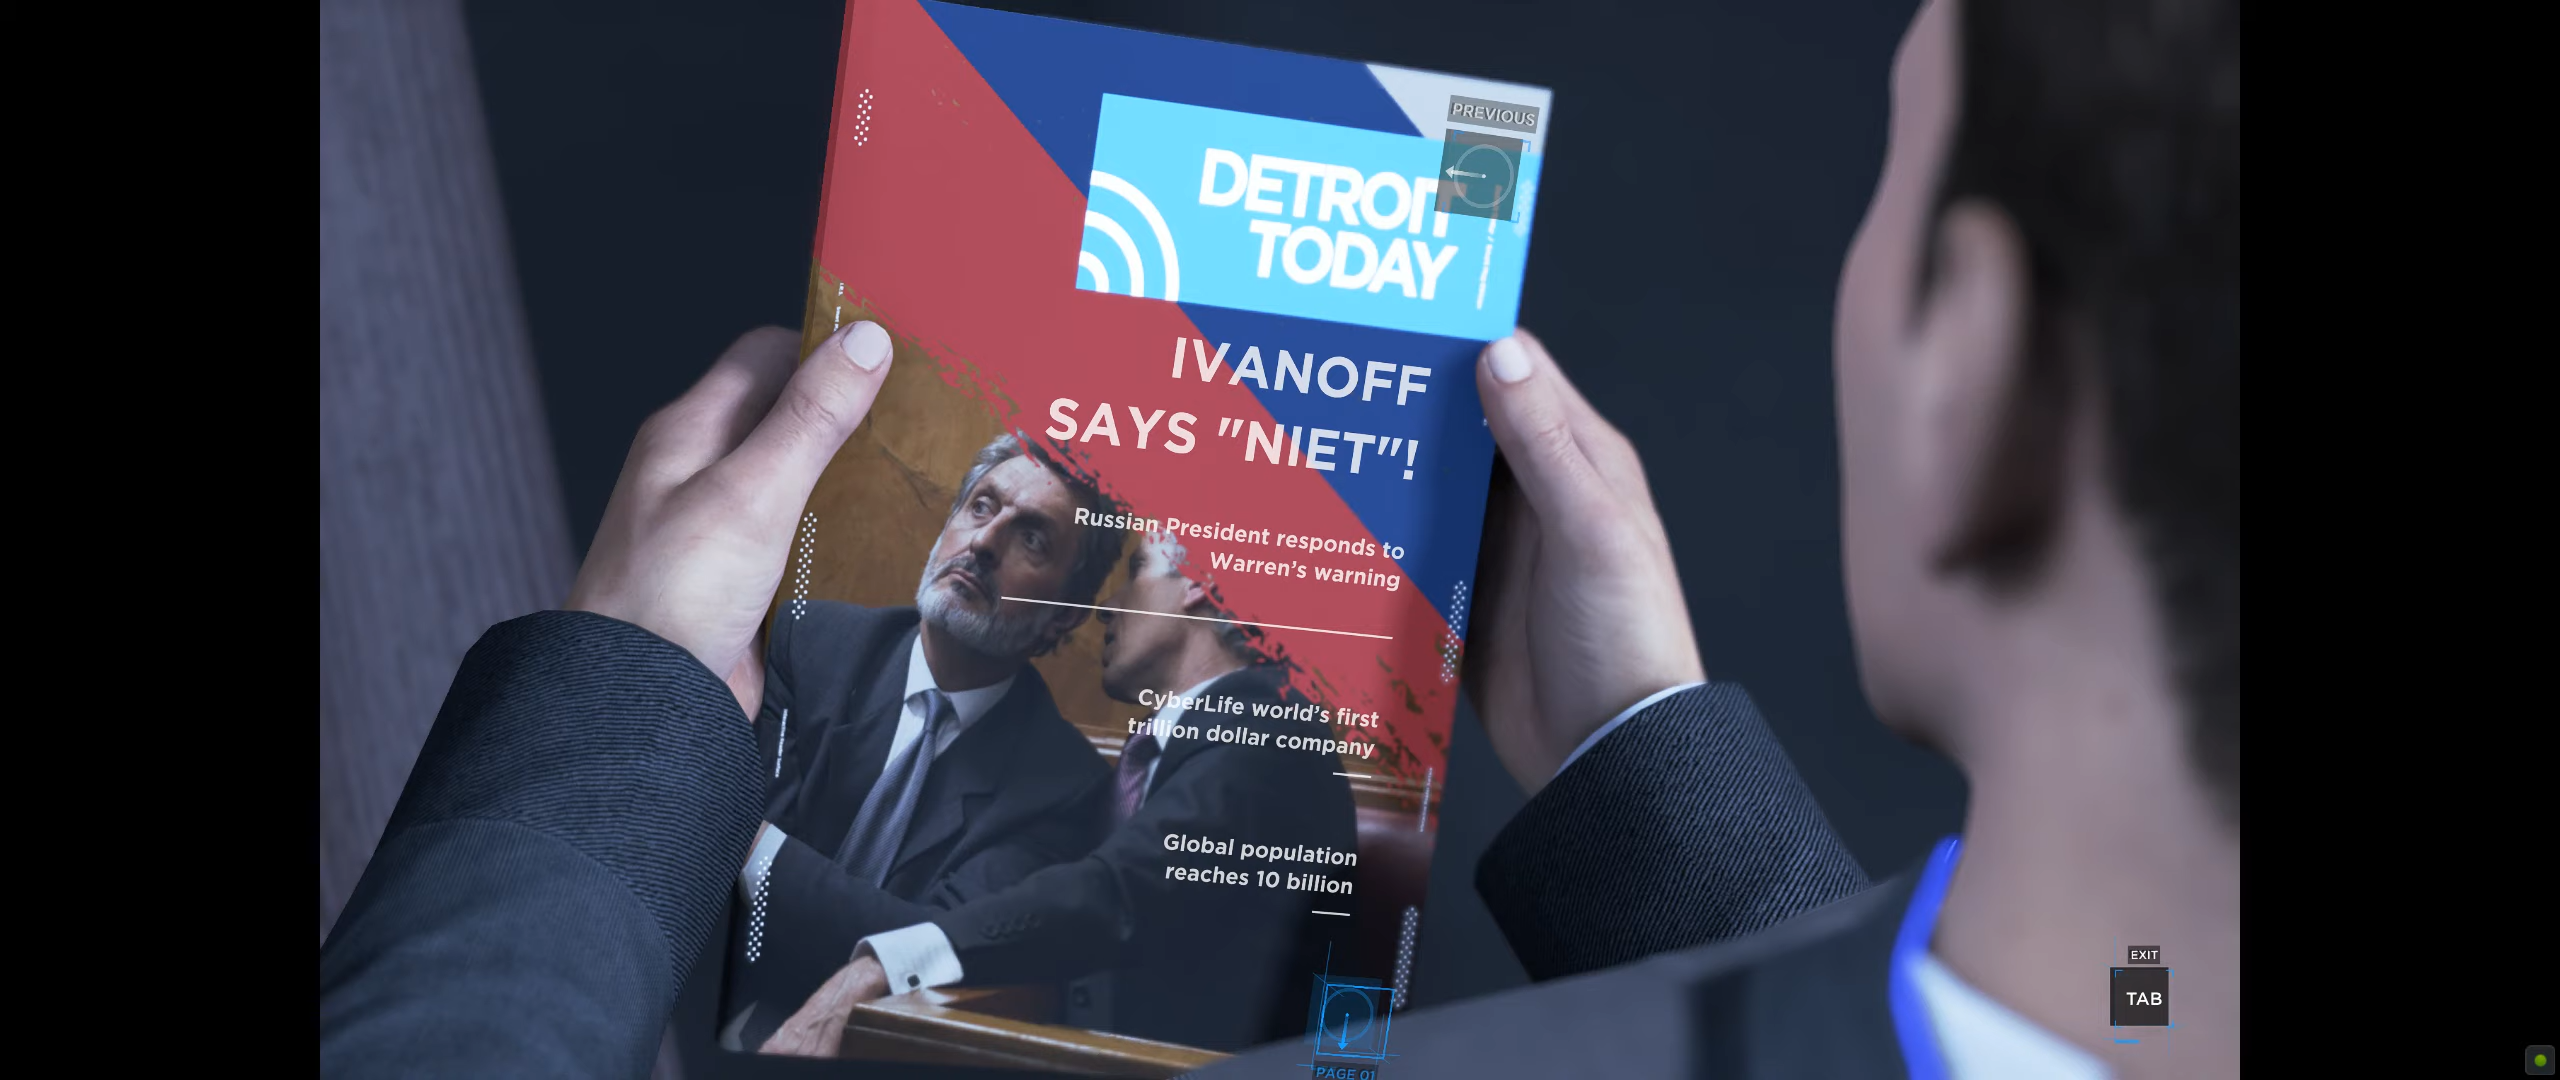 PREVIOUS
DETROIT
TODAY
IVANOFF
SAYS "NIET"!
Russian President responds to
Warren's warning
CyberLife world's first
trillion dollar company
Global population
reaches 10 billion
PAGE 01
EXIT
TAB